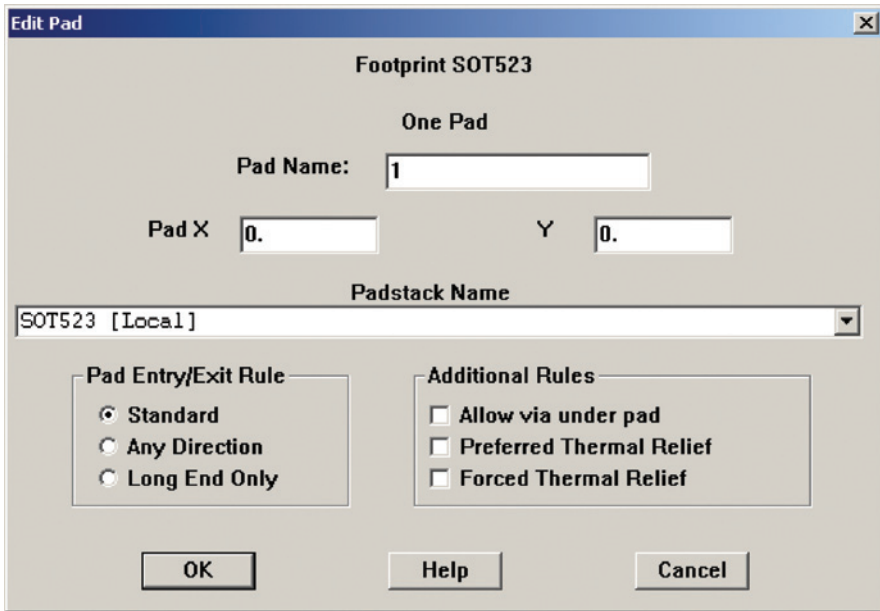 Edit Pad
Footprint SOT523
One Pad
Pad Name: 1
Pad X 0. Y 0.
Padstack Name
SOT523 [Local]
Pad Entry/Exit Rule
Standard
Any Direction
Long End Only
Additional Rules
Allow via under pad
Preferred Thermal Relief
Forced Thermal Relief
OK Help Cancel